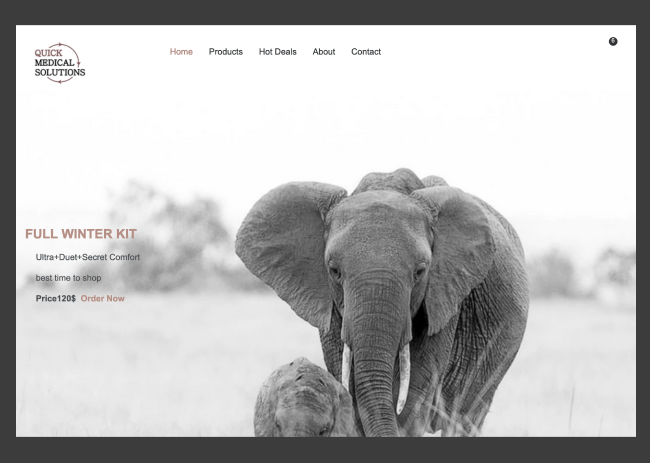 QUICK
MEDICAL
SOLUTIONS
Home Products Hot Deals About Contact
0
FULL WINTER KIT
Ultra+Duet+Secret Comfort
best time to shop
Price120$ Order Now